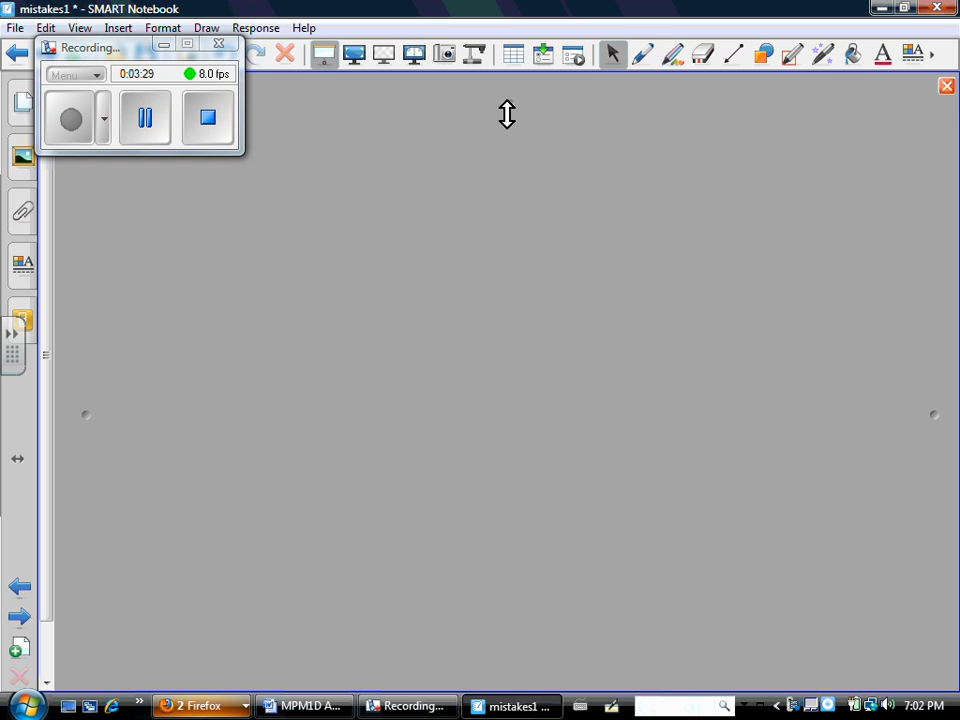 mistakes1 * - SMART Notebook
File Edit View Insert Format Draw Response Help
Recording...
Menu 0:03:29 8.0 fps
A A
2 Firefox MPM1D A... Recording... mistakes1 ... 7:02 PM